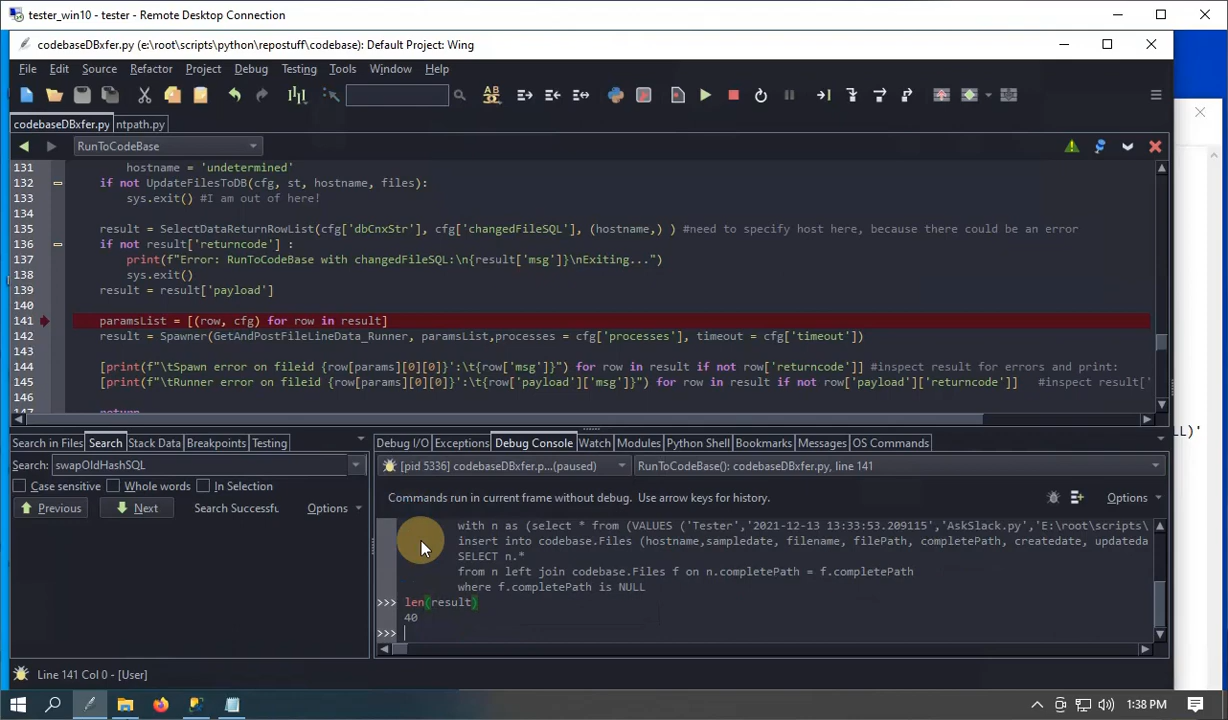 tester_win10 - tester - Remote Desktop Connection
codebaseDBxfer.py (e:\root\scripts\python\repostuff\codebase): Default Project: Wing
File Edit Source Refactor Project Debug Testing Tools Window Help
codebaseDBxfer.py ntpath.py
RunToCodeBase
131 hostname = 'undetermined'
132 if not UpdateFilesToDB(cfg, st, hostname, files):
133 sys.exit() #I am out of here!
134
135 result = SelectDataReturnRowList(cfg['dbCnxStr'], cfg['changedFileSQL'], (hostname,) ) #need to specify host here, because there could be an error
136 if not result['returncode'] :
137 print(f"Error: RunToCodeBase with changedFileSQL:\n{result['msg']}\nExiting...")
138 sys.exit()
139 result = result['payload']
140
141 paramsList = [(row, cfg) for row in result]
142 result = Spawner(GetAndPostFileLineData_Runner, paramsList,processes = cfg['processes'], timeout = cfg['timeout'])
143
144 [print(f"\tSpawn error on fileid {row[params][0][0]}':\t{row['msg']}") for row in result if not row['returncode']] #inspect result for errors and print:
145 [print(f"\tRunner error on fileid {row[params][0][0]}':\t{row['payload']['msg']}") for row in result if not row['payload']['returncode']] #inspect result['
146
147 return
LL)'
Search in Files Search Stack Data Breakpoints Testing
Debug I/O Exceptions Debug Console Watch Modules Python Shell Bookmarks Messages OS Commands
Search: swapOldHashSQL
Case sensitive Whole words In Selection
Previous Next Search Successfu Options
[pid 5336] codebaseDBxfer.p...(paused) RunToCodeBase(): codebaseDBxfer.py, line 141
Commands run in current frame without debug. Use arrow keys for history. Options
with n as (select * from (VALUES ('Tester','2021-12-13 13:33:53.209115','AskSlack.py','E:\root\scripts\
insert into codebase.Files (hostname,sampledate, filename, filePath, completePath, createdate, updateda
SELECT n.*
from n left join codebase.Files f on n.completePath = f.completePath
where f.completePath is NULL
>>> len(result)
40
>>>
Line 141 Col 0 - [User]
1:38 PM